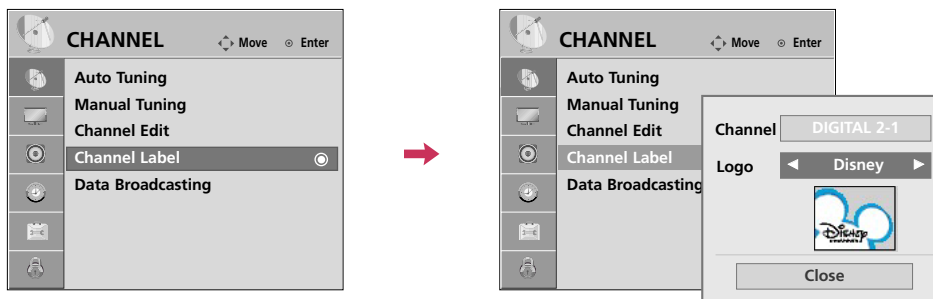 CHANNEL Move Enter
Auto Tuning
Manual Tuning
Channel Edit
Channel Label
Data Broadcasting
CHANNEL Move Enter
Auto Tuning
Manual Tuning
Channel Edit
Channel Label
Data Broadcasting
Channel DIGITAL 2-1
Logo ◄ Disney ►
Disney
Close